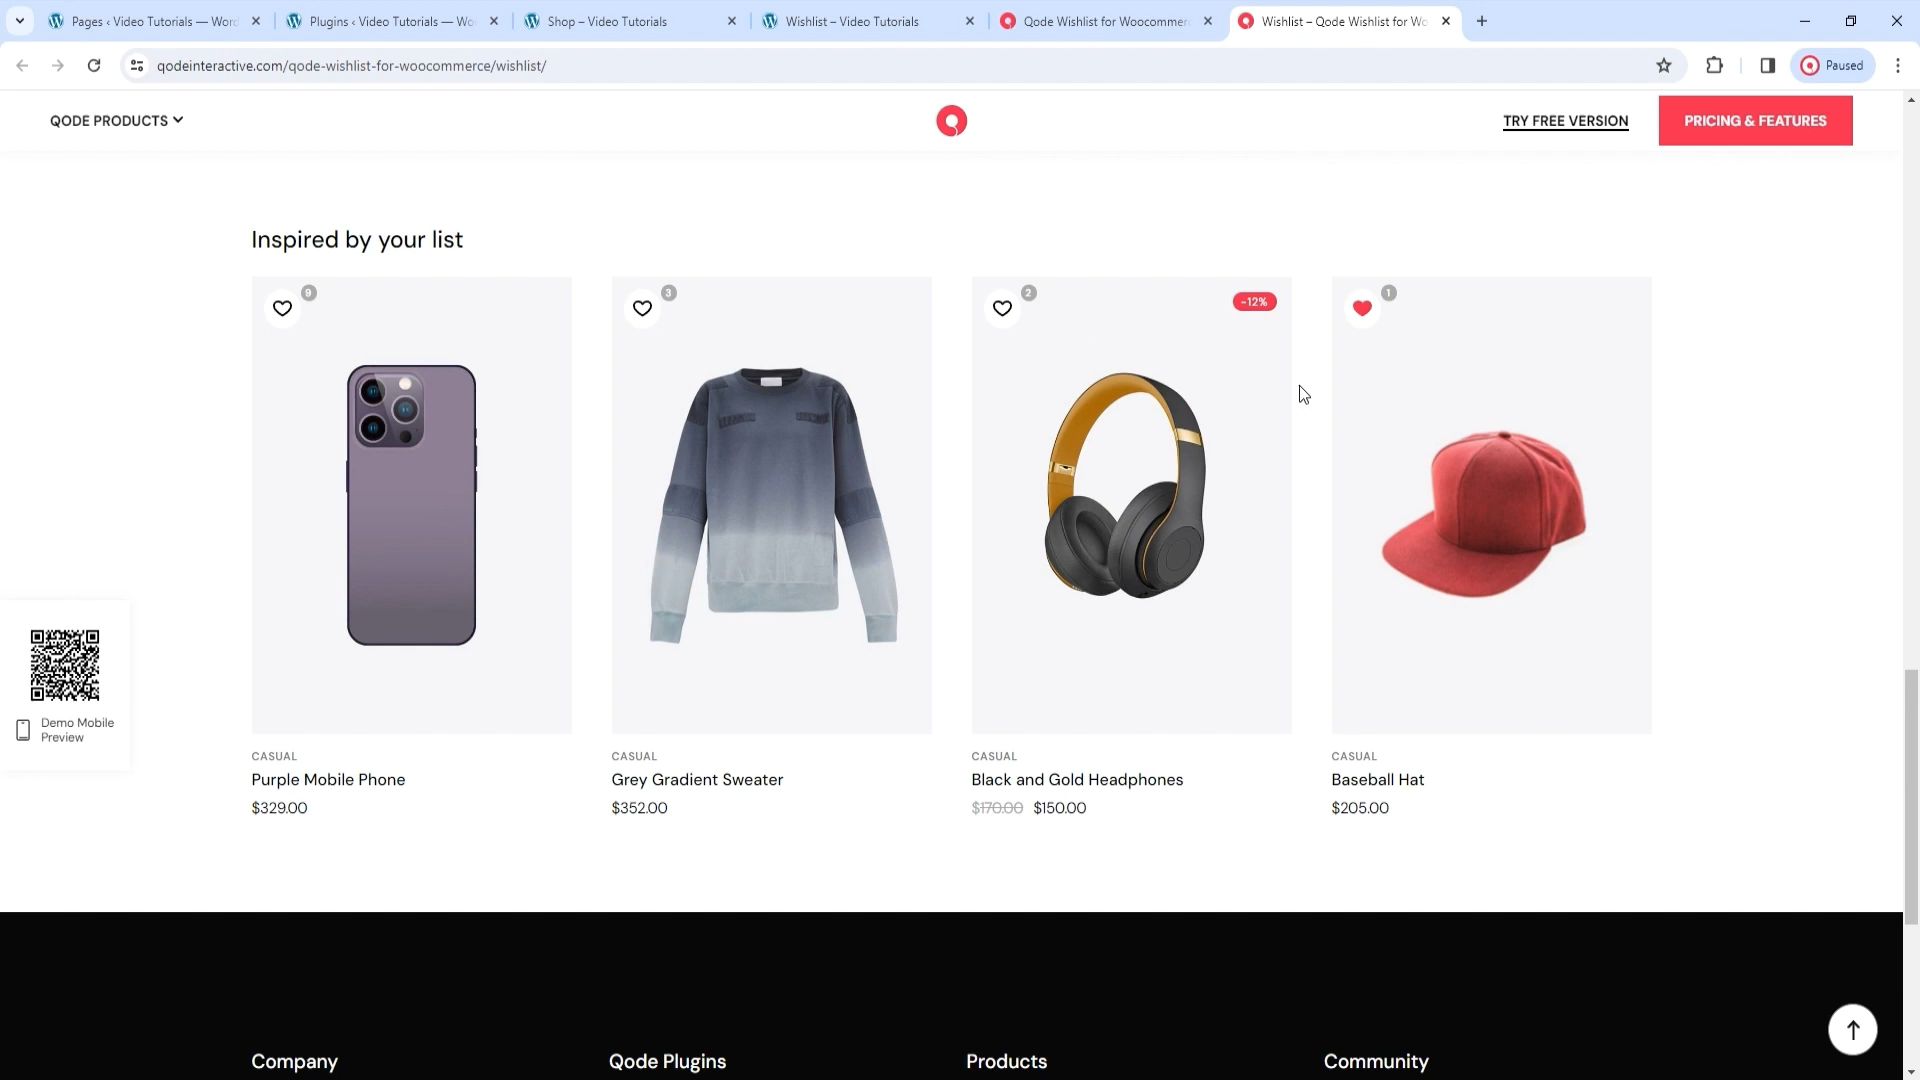 Pages ‹ Video Tutorials — Word
Plugins ‹ Video Tutorials — Wo
Shop – Video Tutorials
Wishlist – Video Tutorials
Qode Wishlist for Woocommer
Wishlist – Qode Wishlist for Wo
qodeinteractive.com/qode-wishlist-for-woocommerce/wishlist/
Paused
QODE PRODUCTS
TRY FREE VERSION
PRICING & FEATURES
Inspired by your list
9
3
2
-12%
1
Demo Mobile
Preview
CASUAL
Purple Mobile Phone
$329.00
CASUAL
Grey Gradient Sweater
$352.00
CASUAL
Black and Gold Headphones
$170.00 $150.00
CASUAL
Baseball Hat
$205.00
Company
Qode Plugins
Products
Community